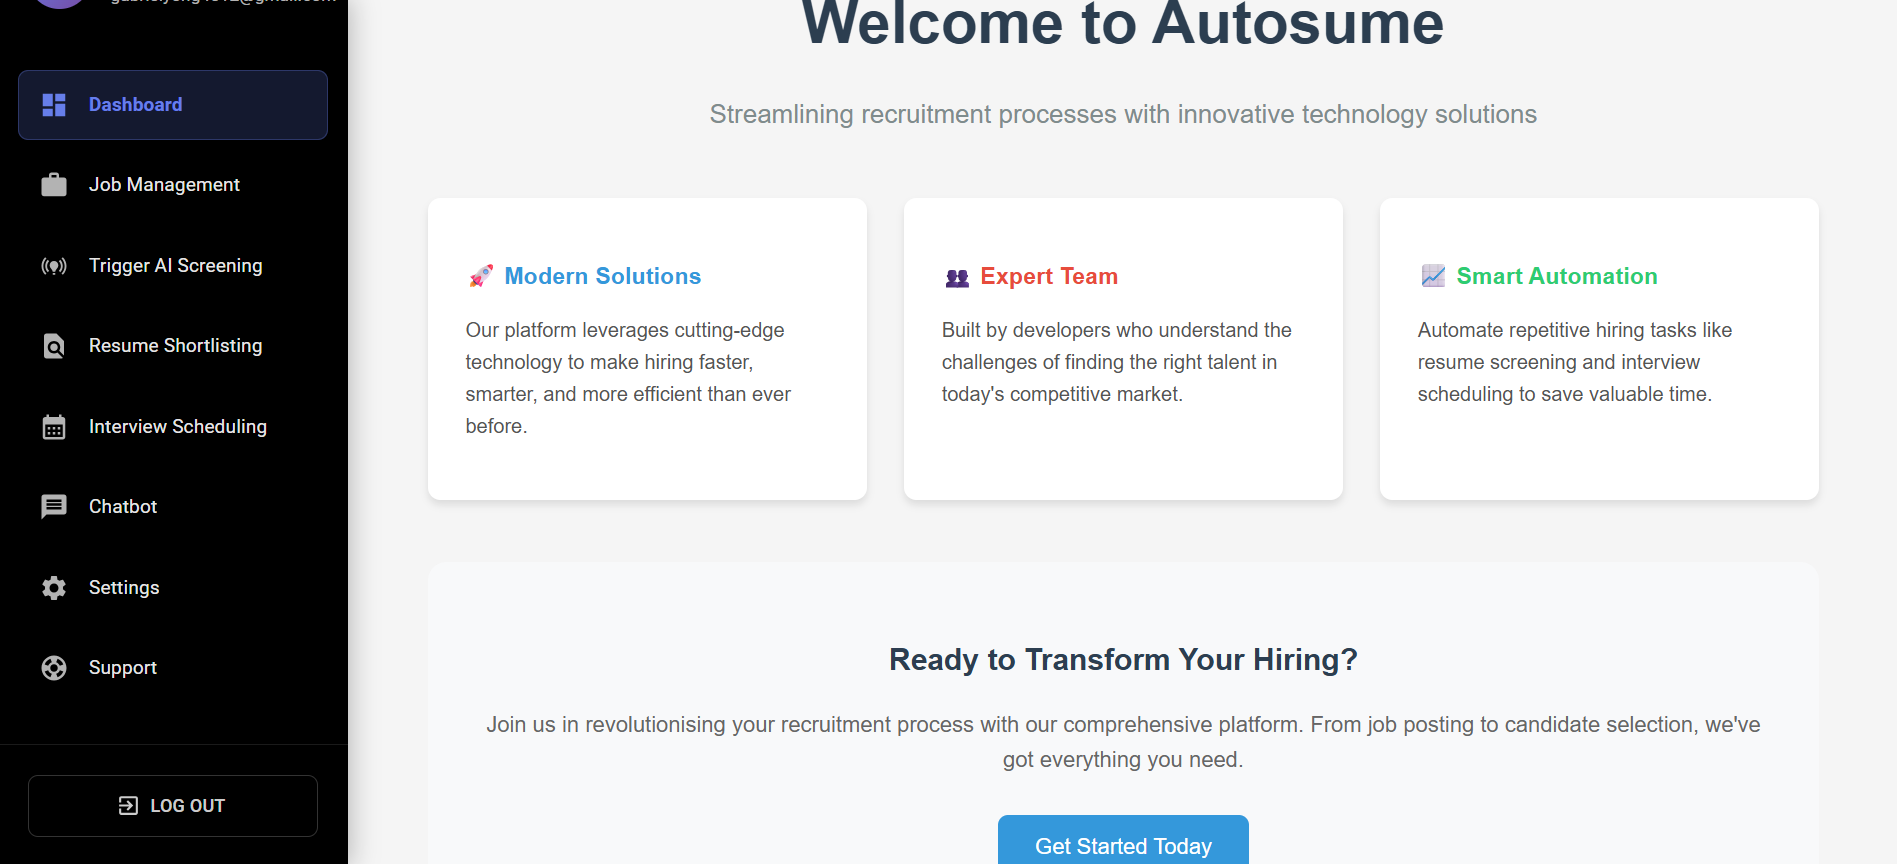 Dashboard
Job Management
Trigger AI Screening
Resume Shortlisting
Interview Scheduling
Chatbot
Settings
Support
LOG OUT
Welcome to Autosume
Streamlining recruitment processes with innovative technology solutions
Modern Solutions
Our platform leverages cutting-edge
technology to make hiring faster,
smarter, and more efficient than ever
before.
Expert Team
Built by developers who understand the
challenges of finding the right talent in
today's competitive market.
Smart Automation
Automate repetitive hiring tasks like
resume screening and interview
scheduling to save valuable time.
Ready to Transform Your Hiring?
Join us in revolutionising your recruitment process with our comprehensive platform. From job posting to candidate selection, we've
got everything you need.
Get Started Today